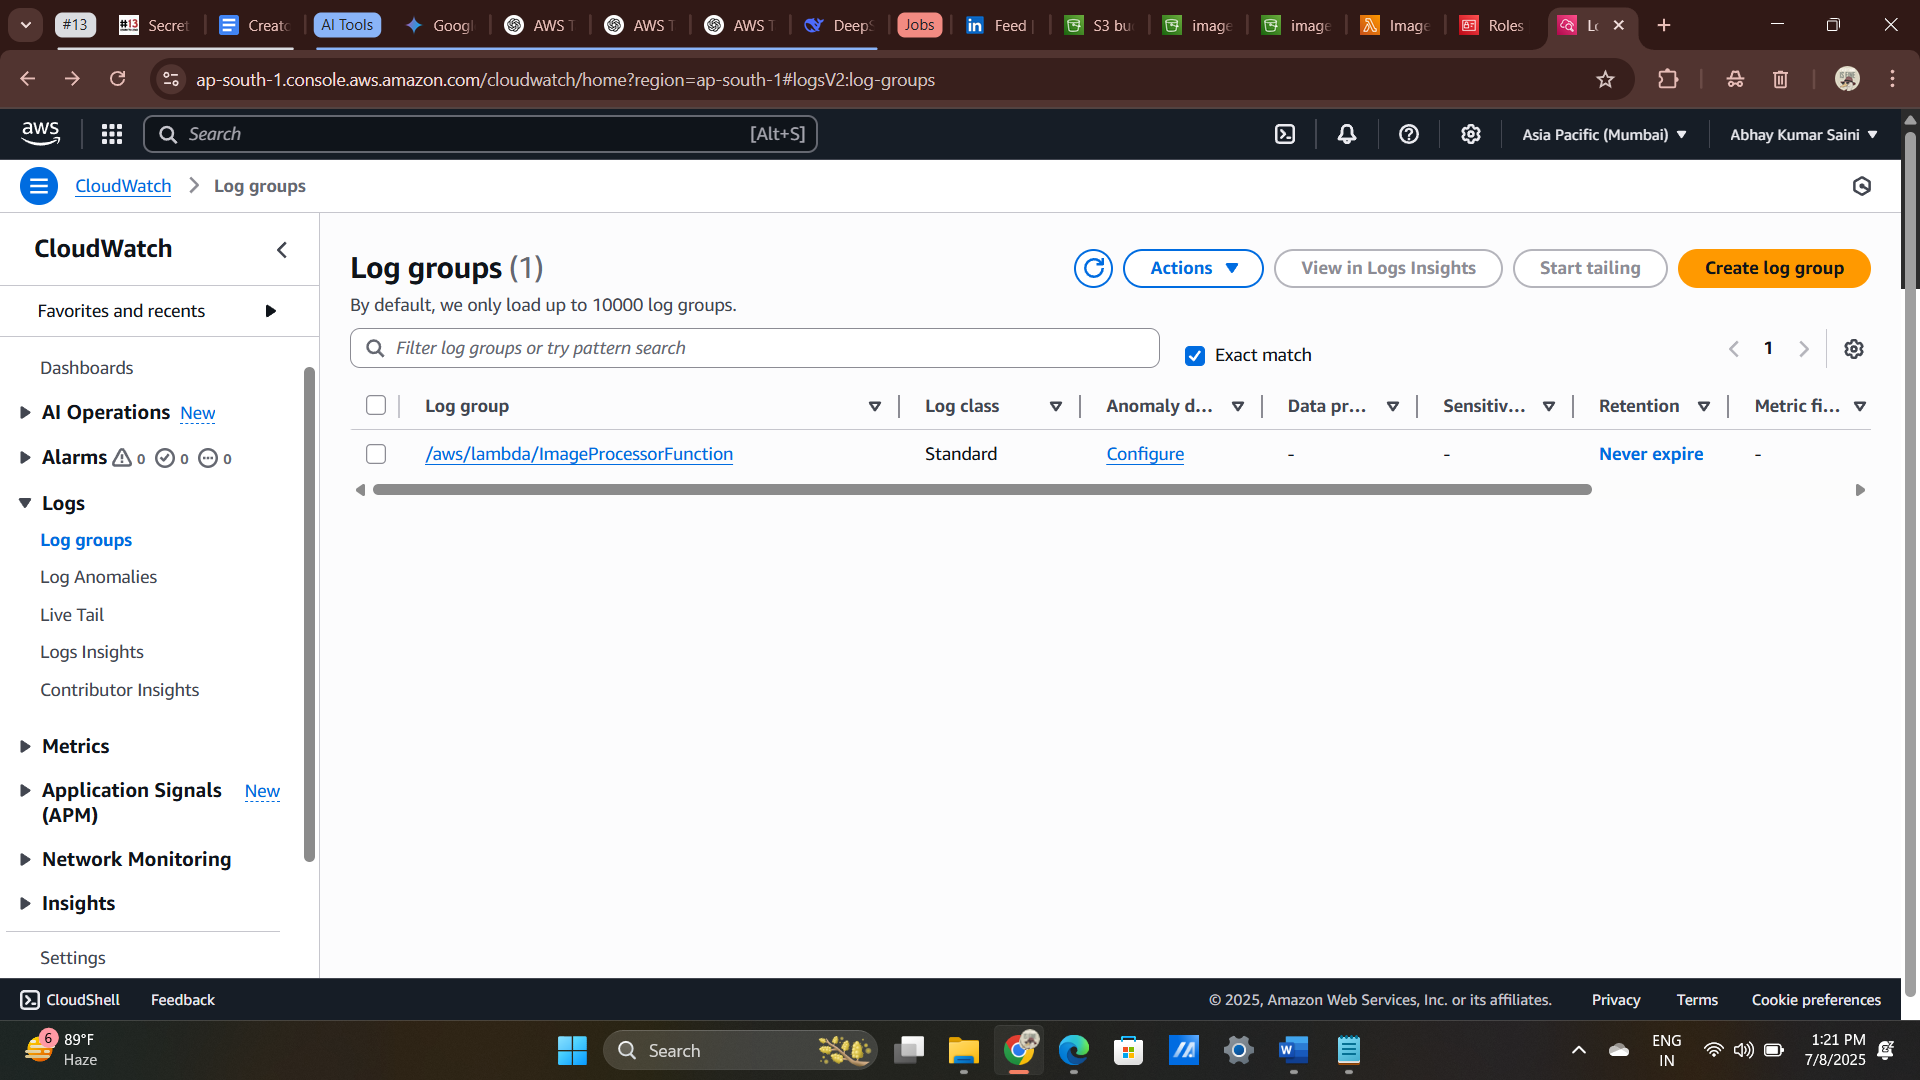 #13
Secret
Creato
AI Tools
Googl
AWS T
AWS T
AWS T
DeepS
Jobs
Feed
S3 bu
image
image
Image
Roles
Lo
ap-south-1.console.aws.amazon.com/cloudwatch/home?region=ap-south-1#logsV2:log-groups
aws
Search
[Alt+S]
Asia Pacific (Mumbai)
Abhay Kumar Saini
CloudWatch
Log groups
CloudWatch
Favorites and recents
Dashboards
AI Operations New
Alarms 0 0 0
Logs
Log groups
Log Anomalies
Live Tail
Logs Insights
Contributor Insights
Metrics
Application Signals New
(APM)
Network Monitoring
Insights
Settings
Log groups (1)
By default, we only load up to 10000 log groups.
Actions
View in Logs Insights
Start tailing
Create log group
Filter log groups or try pattern search
Exact match
1
Log group
Log class
Anomaly d...
Data pr...
Sensitiv...
Retention
Metric fi...
/aws/lambda/ImageProcessorFunction
Standard
Configure
-
-
Never expire
-
CloudShell
Feedback
© 2025, Amazon Web Services, Inc. or its affiliates.
Privacy
Terms
Cookie preferences
6
89°F
Haze
Search
ENG
IN
1:21 PM
7/8/2025